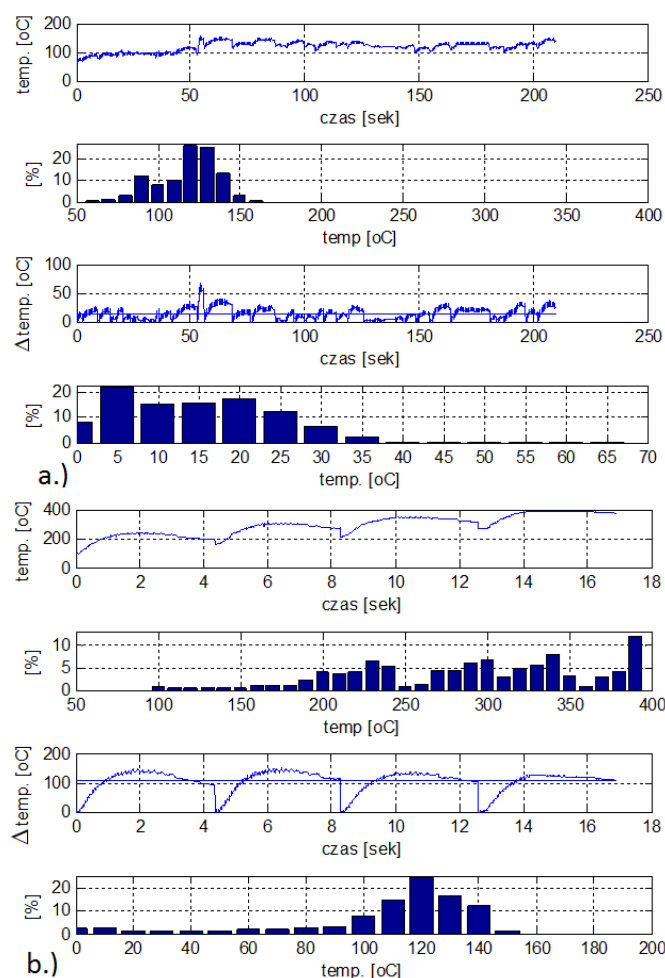 200
100
0
temp. [oC]
0 50 100 150 200 250
czas [sek]
20
10
0
[%]
50 100 150 200 250 300 350 400
temp [oC]
100
50
0
Δtemp. [oC]
0 50 100 150 200 250
czas [sek]
20
10
0
[%]
0 5 10 15 20 25 30 35 40 45 50 55 60 65 70
temp. [oC]
a.)
400
200
0
temp. [oC]
0 2 4 6 8 10 12 14 16 18
czas [sek]
10
5
0
[%]
50 100 150 200 250 300 350 400
temp [oC]
200
100
0
Δtemp. [oC]
0 2 4 6 8 10 12 14 16 18
czas [sek]
20
10
0
[%]
0 20 40 60 80 100 120 140 160 180 200
temp. [oC]
b.)